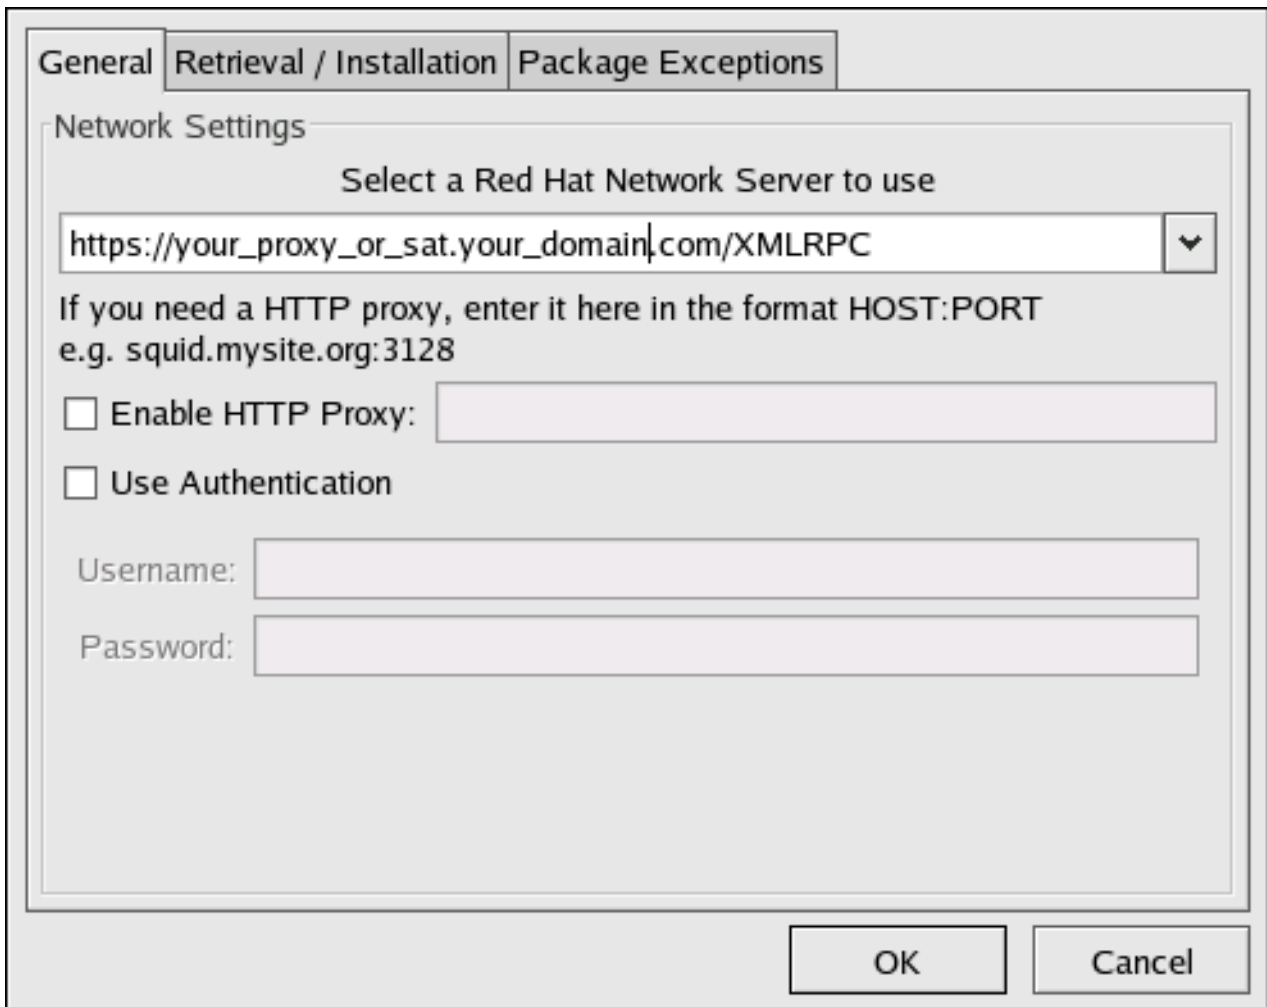 General
Retrieval / Installation
Package Exceptions
Network Settings
Select a Red Hat Network Server to use
https://your_proxy_or_sat.your_domain.com/XMLRPC
If you need a HTTP proxy, enter it here in the format HOST:PORT
e.g. squid.mysite.org:3128
Enable HTTP Proxy:
Use Authentication
Username:
Password:
OK
Cancel